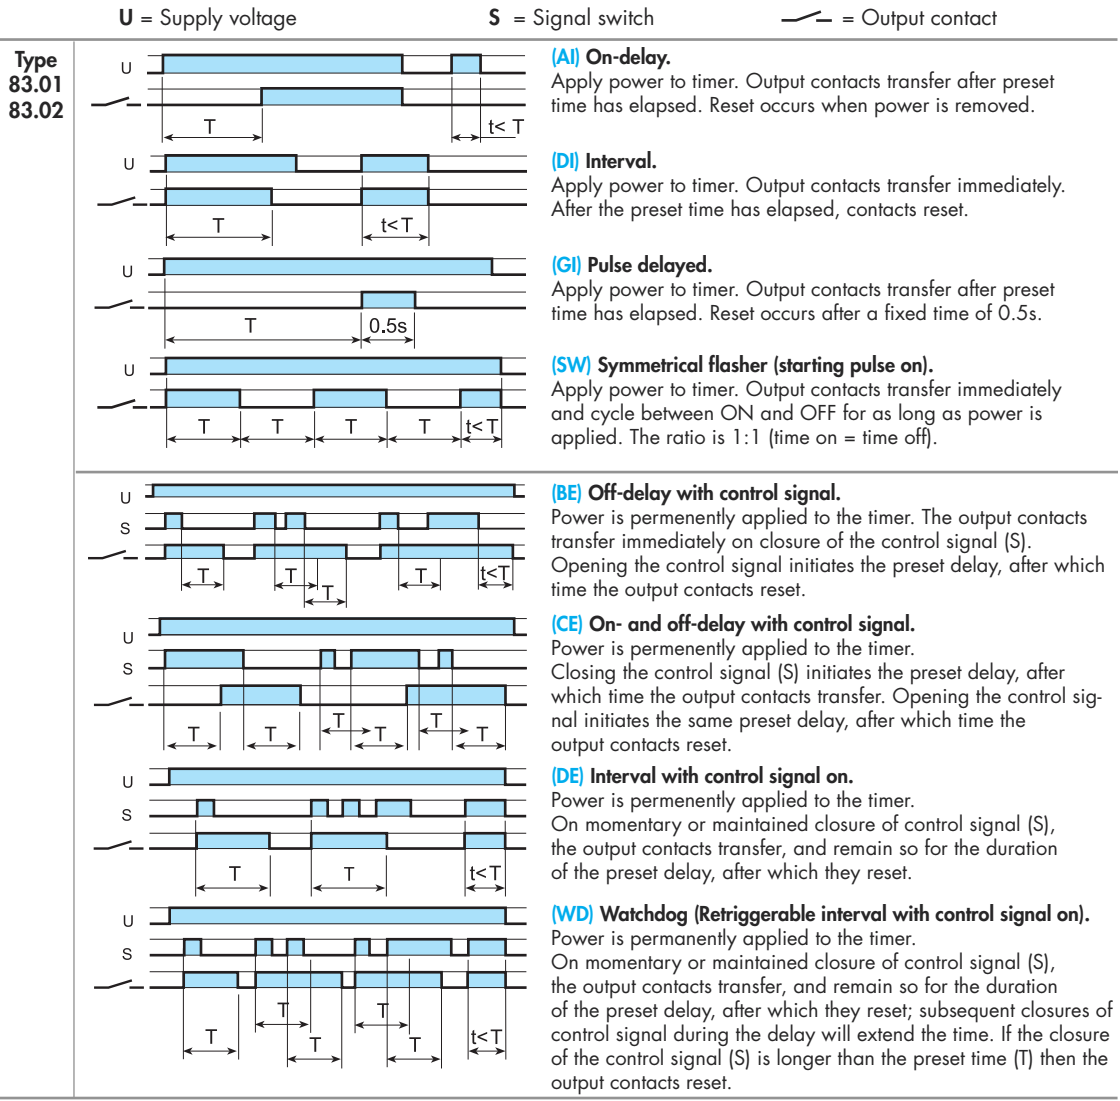 U = Supply voltage
S = Signal switch
= Output contact
Type
83.01
83.02
U
T
t< T
(AI) On-delay.
Apply power to timer. Output contacts transfer after preset
time has elapsed. Reset occurs when power is removed.
U
T
t<T
(DI) Interval.
Apply power to timer. Output contacts transfer immediately.
After the preset time has elapsed, contacts reset.
U
T
0.5s
(GI) Pulse delayed.
Apply power to timer. Output contacts transfer after preset
time has elapsed. Reset occurs after a fixed time of 0.5s.
U
T
T
T
T
t<T
(SW) Symmetrical flasher (starting pulse on).
Apply power to timer. Output contacts transfer immediately
and cycle between ON and OFF for as long as power is
applied. The ratio is 1:1 (time on = time off).
U
S
T
T
T
T
t<T
(BE) Off-delay with control signal.
Power is permenently applied to the timer. The output contacts
transfer immediately on closure of the control signal (S).
Opening the control signal initiates the preset delay, after which
time the output contacts reset.
U
S
T
T
T
T
T
T
(CE) On- and off-delay with control signal.
Power is permenently applied to the timer.
Closing the control signal (S) initiates the preset delay, after
which time the output contacts transfer. Opening the control sig-
nal initiates the same preset delay, after which time the
output contacts reset.
U
S
T
T
t<T
(DE) Interval with control signal on.
Power is permenently applied to the timer.
On momentary or maintained closure of control signal (S),
the output contacts transfer, and remain so for the duration
of the preset delay, after which they reset.
U
S
T
T
T
T
T
t<T
(WD) Watchdog (Retriggerable interval with control signal on).
Power is permanently applied to the timer.
On momentary or maintained closure of control signal (S),
the output contacts transfer, and remain so for the duration
of the preset delay, after which they reset; subsequent closures of
control signal during the delay will extend the time. If the closure
of the control signal (S) is longer than the preset time (T) then the
output contacts reset.